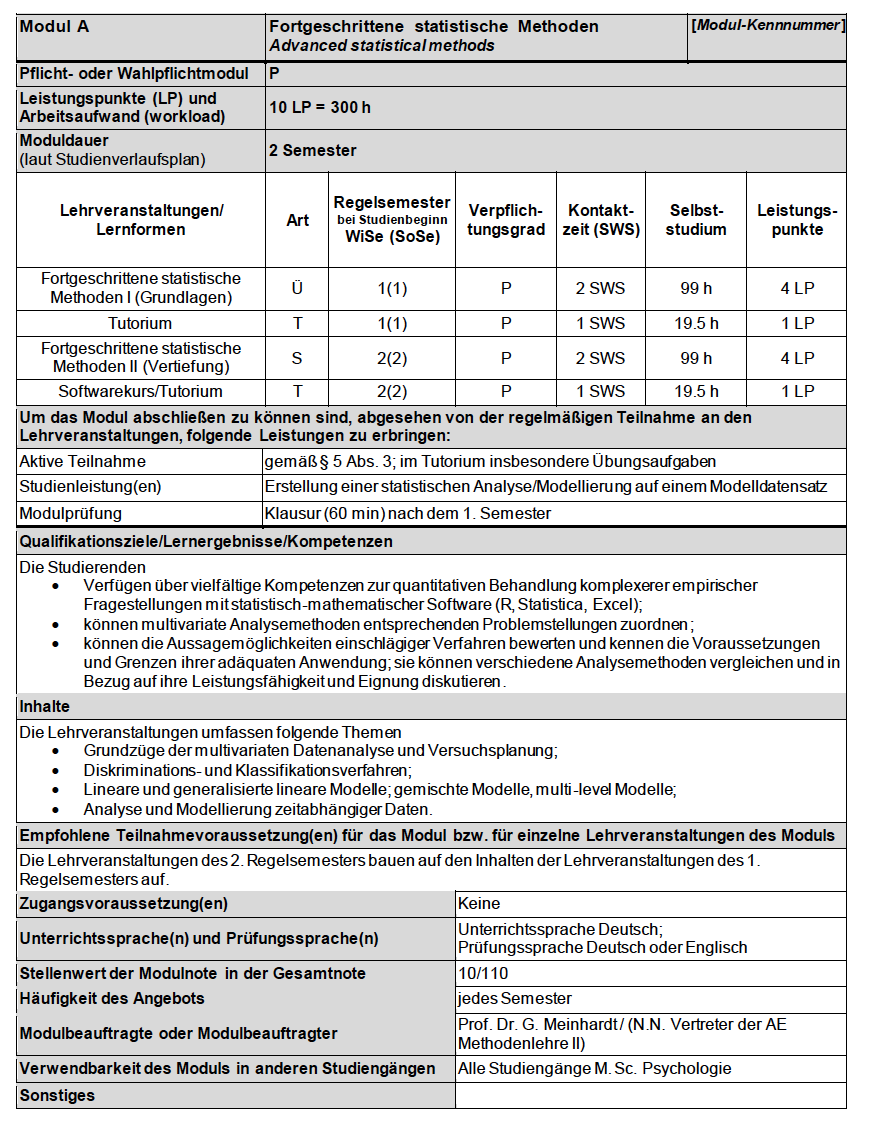 Modul A
Fortgeschrittene statistische Methoden
Advanced statistical methods
[Modul-Kennnummer]
Pflicht- oder Wahlpflichtmodul
P
Leistungspunkte (LP) und
Arbeitsaufwand (workload)
10 LP = 300 h
Moduldauer
(laut Studienverlaufsplan)
2 Semester
Lehrveranstaltungen/
Lernformen
Art
Regelsemester
bei Studienbeginn
WiSe (SoSe)
Verpflich-
tungsgrad
Kontakt-
zeit (SWS)
Selbst-
studium
Leistungs-
punkte
Fortgeschrittene statistische
Methoden I (Grundlagen)
Ü
1(1)
P
2 SWS
99 h
4 LP
Tutorium
T
1(1)
P
1 SWS
19.5 h
1 LP
Fortgeschrittene statistische
Methoden II (Vertiefung)
S
2(2)
P
2 SWS
99 h
4 LP
Softwarekurs/Tutorium
T
2(2)
P
1 SWS
19.5 h
1 LP
Um das Modul abschließen zu können sind, abgesehen von der regelmäßigen Teilnahme an den
Lehrveranstaltungen, folgende Leistungen zu erbringen:
Aktive Teilnahme
gemäß § 5 Abs. 3; im Tutorium insbesondere Übungsaufgaben
Studienleistung(en)
Erstellung einer statistischen Analyse/Modellierung auf einem Modelldatensatz
Modulprüfung
Klausur (60 min) nach dem 1. Semester
Qualifikationsziele/Lernergebnisse/Kompetenzen
Die Studierenden
• Verfügen über vielfältige Kompetenzen zur quantitativen Behandlung komplexerer empirischer
Fragestellungen mit statistisch-mathematischer Software (R, Statistica, Excel);
• können multivariate Analysemethoden entsprechenden Problemstellungen zuordnen;
• können die Aussagemöglichkeiten einschlägiger Verfahren bewerten und kennen die Voraussetzungen
und Grenzen ihrer adäquaten Anwendung; sie können verschiedene Analysemethoden vergleichen und in
Bezug auf ihre Leistungsfähigkeit und Eignung diskutieren.
Inhalte
Die Lehrveranstaltungen umfassen folgende Themen
• Grundzüge der multivariaten Datenanalyse und Versuchsplanung;
• Diskriminations- und Klassifikationsverfahren;
• Lineare und generalisierte lineare Modelle; gemischte Modelle, multi-level Modelle;
• Analyse und Modellierung zeitabhängiger Daten.
Empfohlene Teilnahmevoraussetzung(en) für das Modul bzw. für einzelne Lehrveranstaltungen des Moduls
Die Lehrveranstaltungen des 2. Regelsemesters bauen auf den Inhalten der Lehrveranstaltungen des 1.
Regelsemesters auf.
Zugangsvoraussetzung(en)
Keine
Unterrichtssprache(n) und Prüfungssprache(n)
Unterrichtssprache Deutsch;
Prüfungssprache Deutsch oder Englisch
Stellenwert der Modulnote in der Gesamtnote
10/110
Häufigkeit des Angebots
jedes Semester
Modulbeauftragte oder Modulbeauftragter
Prof. Dr. G. Meinhardt / (N.N. Vertreter der AE
Methodenlehre II)
Verwendbarkeit des Moduls in anderen Studiengängen
Alle Studiengänge M. Sc. Psychologie
Sonstiges